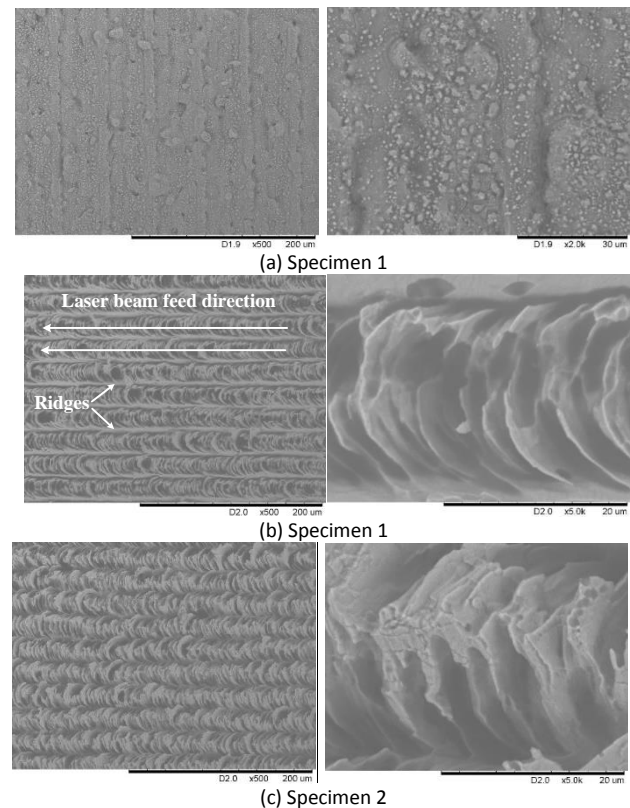 D1.9 x500 200 um
D1.9 x2.0k 30 um
(a) Specimen 1
Laser beam feed direction
Ridges
D2.0 x500 200 um
D2.0 x5.0k 20 um
(b) Specimen 1
D2.0 x500 200 um
D2.0 x5.0k 20 um
(c) Specimen 2